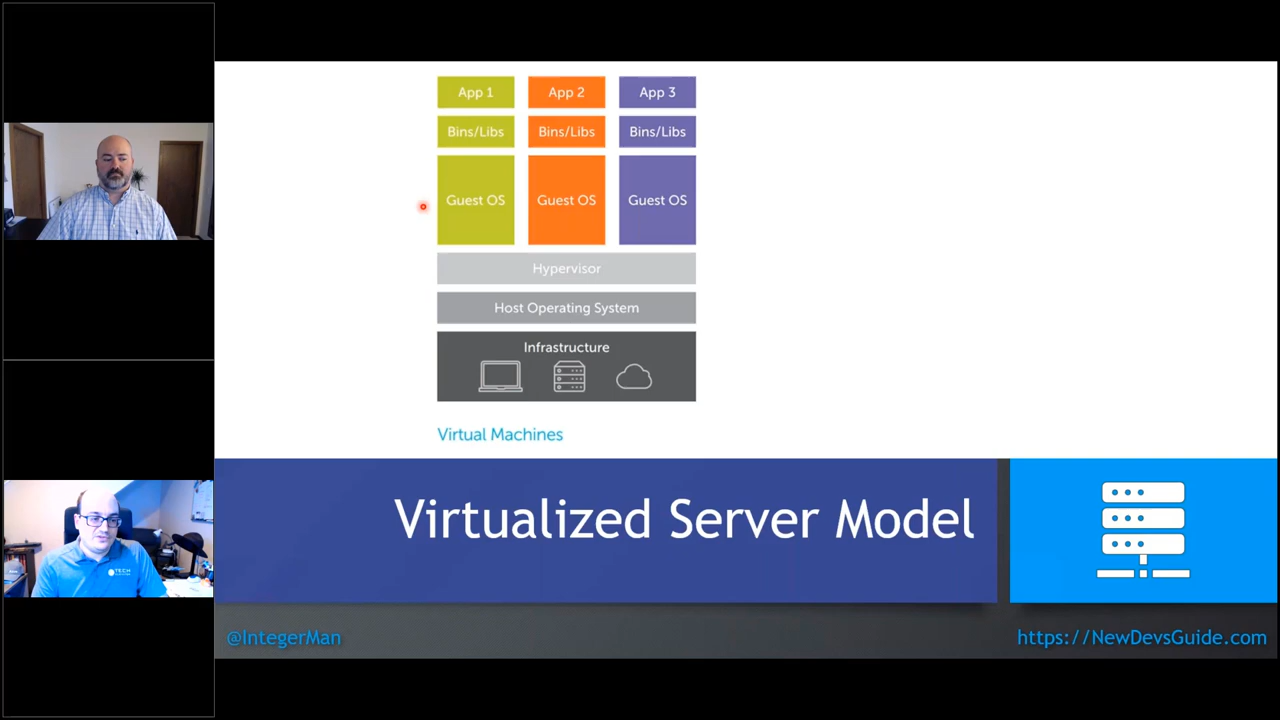 App 1
App 2
App 3
Bins/Libs
Bins/Libs
Bins/Libs
Guest OS
Guest OS
Guest OS
Hypervisor
Host Operating System
Infrastructure
Virtual Machines
Virtualized Server Model
@IntegerMan
https://NewDevsGuide.com
TECH